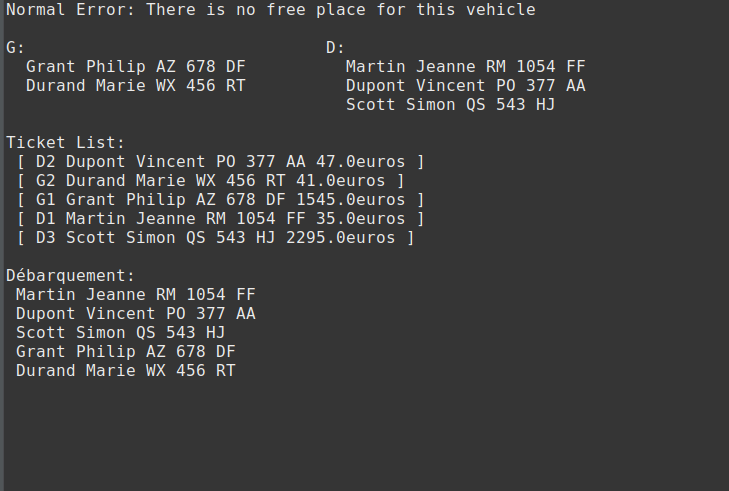 Normal Error: There is no free place for this vehicle
G: D:
Grant Philip AZ 678 DF Martin Jeanne RM 1054 FF
Durand Marie WX 456 RT Dupont Vincent PO 377 AA
Scott Simon QS 543 HJ
Ticket List:
[ D2 Dupont Vincent PO 377 AA 47.0euros ]
[ G2 Durand Marie WX 456 RT 41.0euros ]
[ G1 Grant Philip AZ 678 DF 1545.0euros ]
[ D1 Martin Jeanne RM 1054 FF 35.0euros ]
[ D3 Scott Simon QS 543 HJ 2295.0euros ]
Débarquement:
Martin Jeanne RM 1054 FF
Dupont Vincent PO 377 AA
Scott Simon QS 543 HJ
Grant Philip AZ 678 DF
Durand Marie WX 456 RT